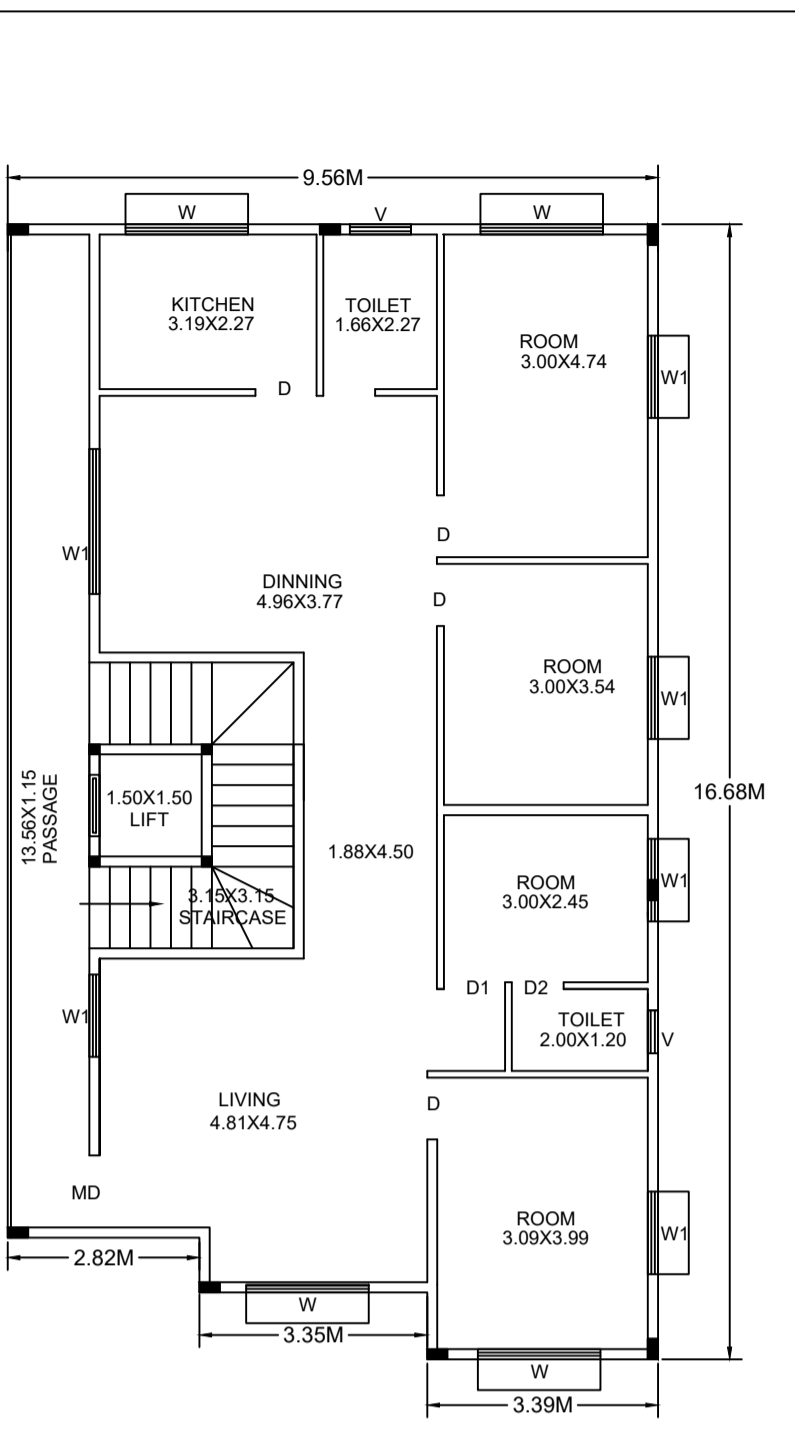 9.56M
W
V
W
KITCHEN
3.19X2.27
TOILET
1.66X2.27
ROOM
3.00X4.74
W1
D
D
W1
DINNING
4.96X3.77
D
ROOM
3.00X3.54
W1
16.68M
13.56X1.15
PASSAGE
1.50X1.50
LIFT
1.88X4.50
3.15X3.15
STAIRCASE
ROOM
3.00X2.45
W1
D1
D2
W1
TOILET
2.00X1.20
V
LIVING
4.81X4.75
D
MD
ROOM
3.09X3.99
W1
2.82M
W
3.35M
W
3.39M